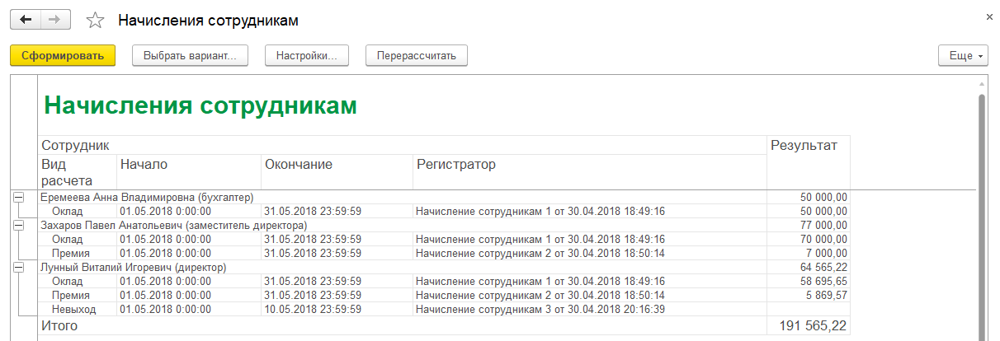 Начисления сотрудникам
Сформировать Выбрать вариант... Настройки... Перерассчитать Еще
Начисления сотрудникам
Сотрудник Результат
Вид расчета Начало Окончание Регистратор
Еремеева Анна Владимировна (бухгалтер) 50 000,00
Оклад 01.05.2018 0:00:00 31.05.2018 23:59:59 Начисление сотрудникам 1 от 30.04.2018 18:49:16 50 000,00
Захаров Павел Анатольевич (заместитель директора) 77 000,00
Оклад 01.05.2018 0:00:00 31.05.2018 23:59:59 Начисление сотрудникам 1 от 30.04.2018 18:49:16 70 000,00
Премия 01.05.2018 0:00:00 31.05.2018 23:59:59 Начисление сотрудникам 2 от 30.04.2018 18:50:14 7 000,00
Лунный Виталий Игоревич (директор) 64 565,22
Оклад 01.05.2018 0:00:00 31.05.2018 23:59:59 Начисление сотрудникам 1 от 30.04.2018 18:49:16 58 695,65
Премия 01.05.2018 0:00:00 31.05.2018 23:59:59 Начисление сотрудникам 2 от 30.04.2018 18:50:14 5 869,57
Невыход 01.05.2018 0:00:00 10.05.2018 23:59:59 Начисление сотрудникам 3 от 30.04.2018 20:16:39
Итого 191 565,22